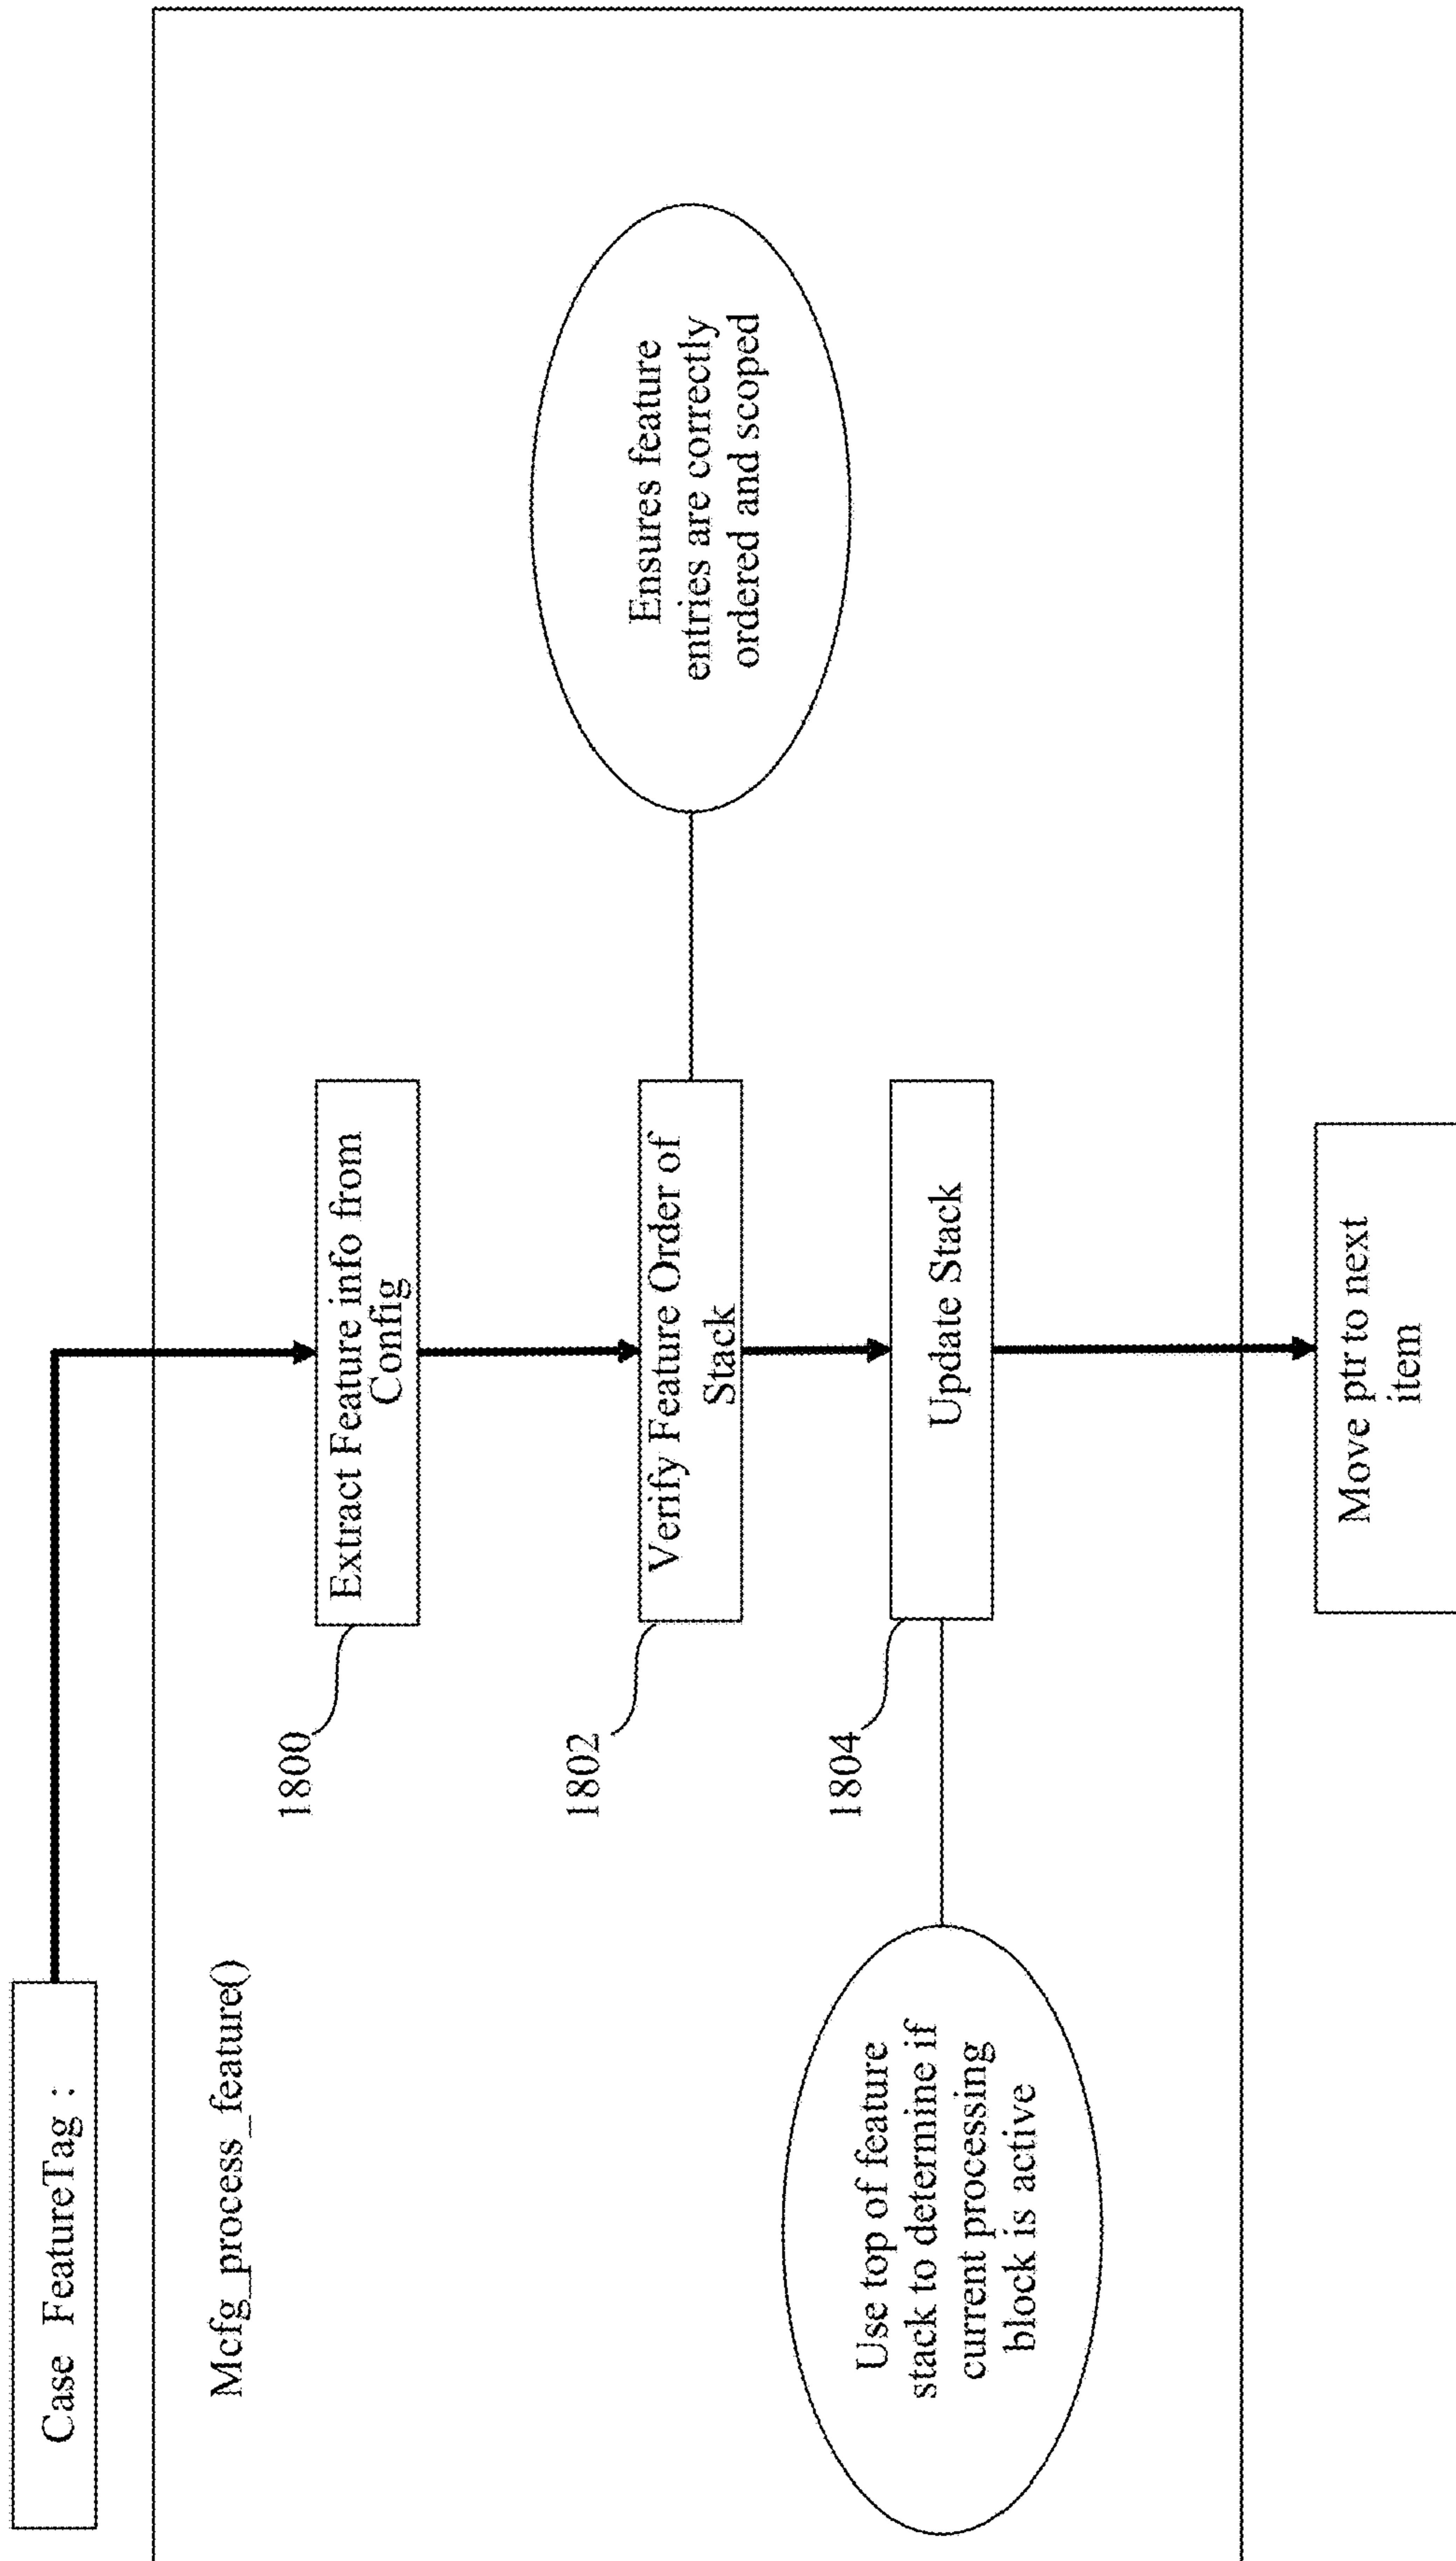 Case FeatureTag :
Mcfg_process_feature()
1800
Extract Feature info from
Config
1802
Verify Feature Order of
Stack
Ensures feature
entries are correctly
ordered and scoped
1804
Update Stack
Use top of feature
stack to determine if
current processing
block is active
Move ptr to next
item